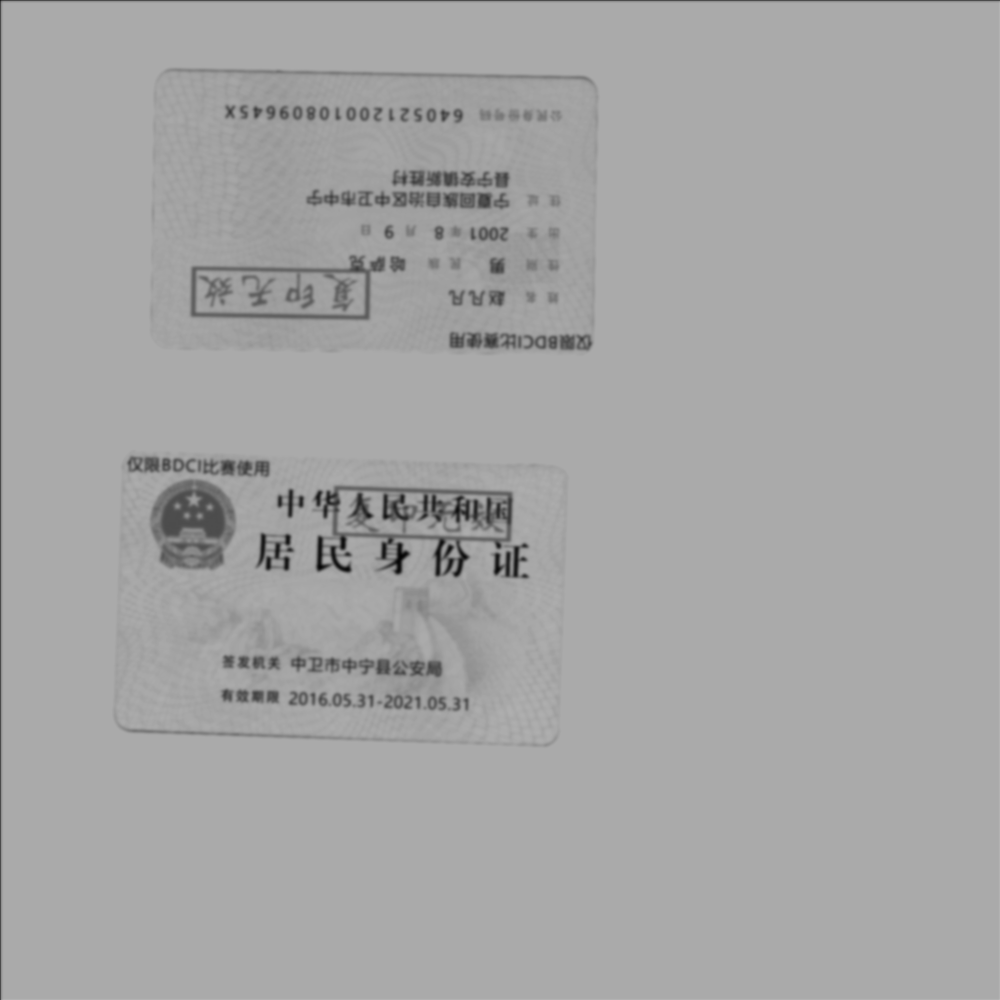 仅限BDCI比赛使用
姓名 赵凡凡
复印无效
性别 男 民族 哈萨克
出生 2001年8月9日
住址 宁夏回族自治区中卫市中宁
县宁安镇新胜村
公民身份号码 64052120010809645X
仅限BDCI比赛使用
中华人民共和国
复印无效
居民身份证
签发机关 中卫市中宁县公安局
有效期限 2016.05.31-2021.05.31